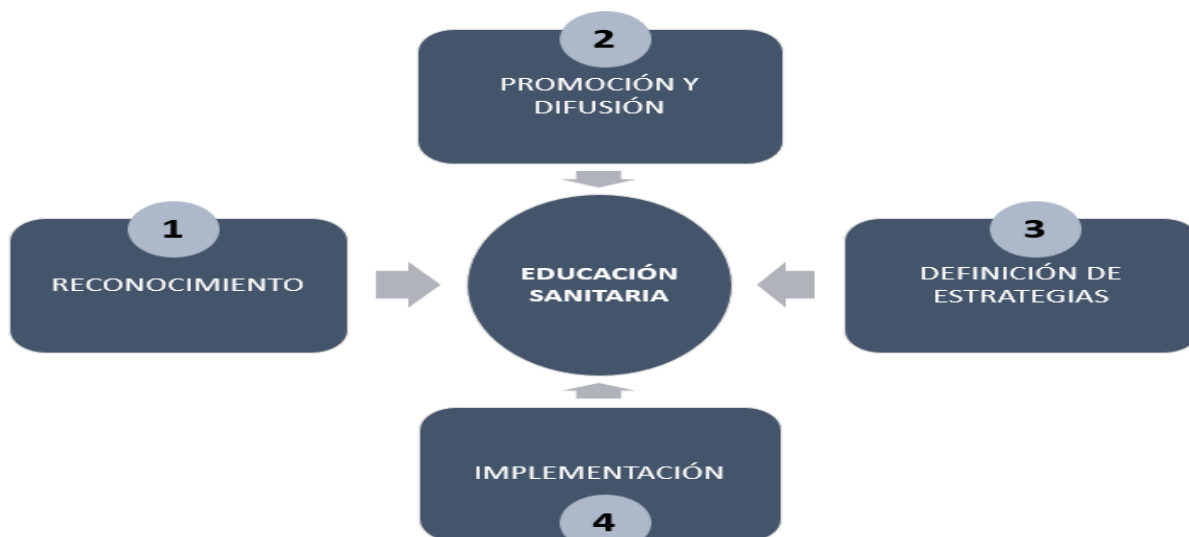 2
PROMOCIÓN Y
DIFUSIÓN
1
RECONOCIMIENTO
EDUCACIÓN
SANITARIA
3
DEFINICIÓN DE
ESTRATEGIAS
IMPLEMENTACIÓN
4